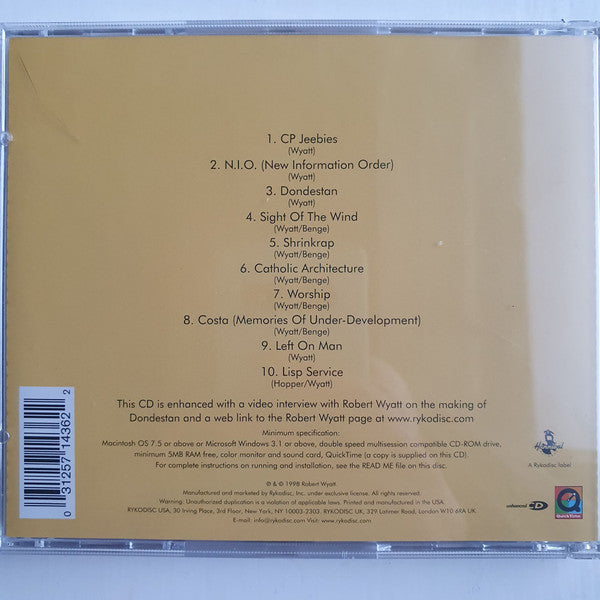 1. CP Jeebies
(Wyatt)
2. N.I.O. (New Information Order)
(Wyatt)
3. Dondestan
(Wyatt)
4. Sight Of The Wind
(Wyatt/Benge)
5. Shrinkrap
(Wyatt/Benge)
6. Catholic Architecture
(Wyatt/Benge)
7. Worship
(Wyatt/Benge)
8. Costa (Memories Of Under-Development)
(Wyatt/Benge)
9. Left On Man
(Wyatt)
10. Lisp Service
(Hopper/Wyatt)
This CD is enhanced with a video interview with Robert Wyatt on the making of
Dondestan and a web link to the Robert Wyatt page at www.rykodisc.com
Minimum specification:
Macintosh OS 7.5 or above or Microsoft Windows 3.1 or above, double speed multisession compatible CD-ROM drive,
minimum 5MB RAM free, color monitor and sound card, QuickTime (a copy is supplied on this CD).
For complete instructions on running and installation, see the READ ME file on this disc.
℗ & © 1998 Robert Wyatt.
Manufactured and marketed by Rykodisc, Inc. under exclusive license. All rights reserved.
Warning: Unauthorized duplication is a violation of applicable laws. Printed and manufactured in the USA.
RYKODISC USA, 30 Irving Place, 3rd Floor, New York, NY 10003-2303. RYKODISC UK, 329 Latimer Road, London W10 6RA UK.
E-mail: info@rykodisc.com Visit: www.rykodisc.com
0 31257 14362 2
Hannibal
A Rykodisc label
enhanced CD
QuickTime